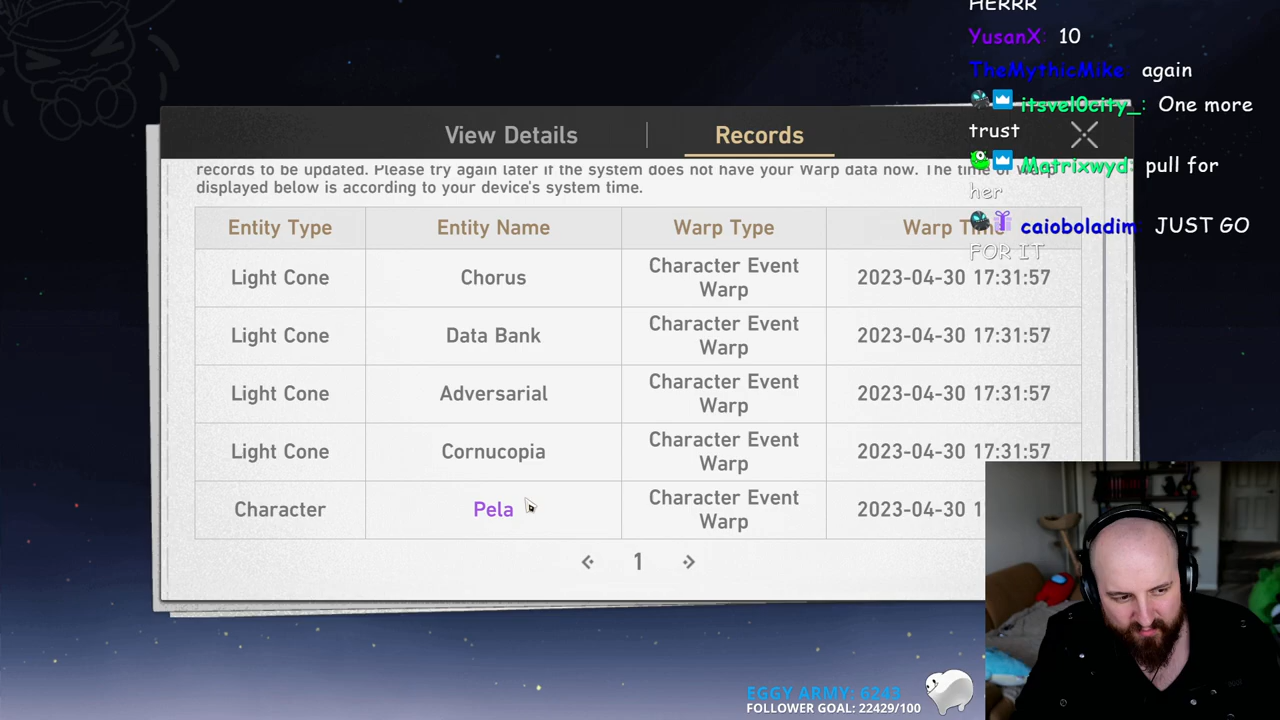 HERRR
YusanX: 10
TheMythicMike: again
itsvel0city_: One more
trust
Matrixwyd: pull for
her
caioboladim: JUST GO
FOR IT
View Details
Records
records to be updated. Please try again later if the system does not have your Warp data now. The time of Warp
displayed below is according to your device's system time.
Entity Type Entity Name Warp Type Warp Time
Light Cone Chorus Character Event Warp 2023-04-30 17:31:57
Light Cone Data Bank Character Event Warp 2023-04-30 17:31:57
Light Cone Adversarial Character Event Warp 2023-04-30 17:31:57
Light Cone Cornucopia Character Event Warp 2023-04-30 17:31:57
Character Pela Character Event Warp 2023-04-30 1
1
EGGY ARMY: 6243
FOLLOWER GOAL: 22429/100